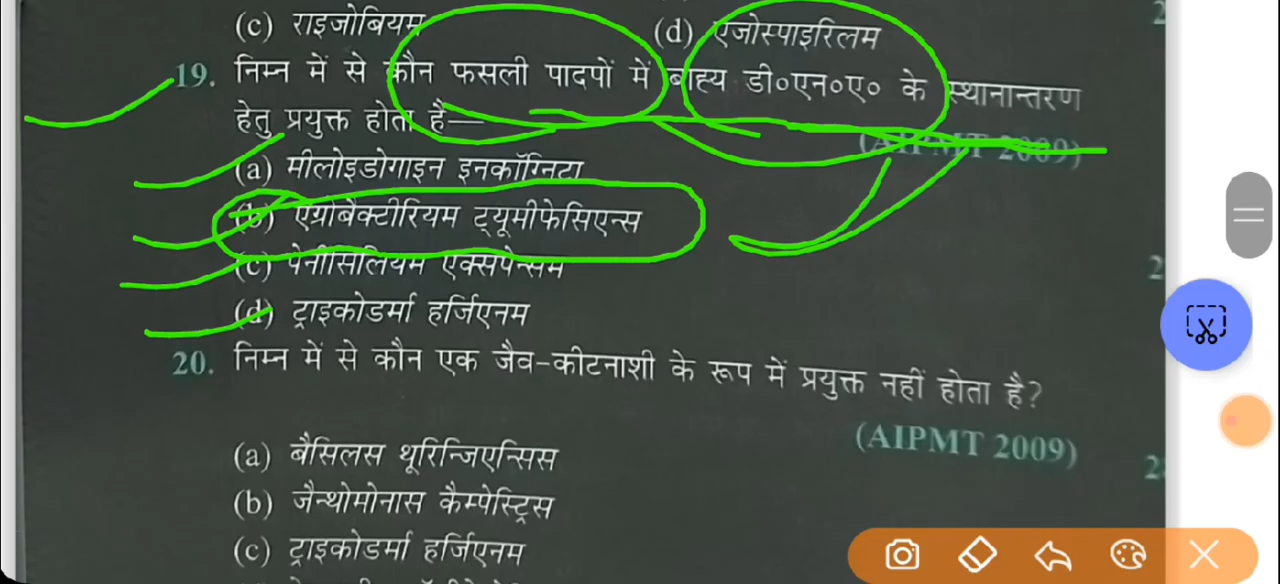 (c) राइजोबियम (d) एजोस्पाइरिलम
19. निम्न में से कौन फसली पादपों में बाह्य डी०एन०ए० के स्थानान्तरण
हेतु प्रयुक्त होता है—
(AIPMT 2009)
(a) मीलोइडोगाइन इनकॉग्निटा
(b) एग्रोबैक्टीरियम ट्यूमीफेसिएन्स
(c) पेनीसिलियम एक्सपेन्सम
(d) ट्राइकोडर्मा हर्जिएनम
20. निम्न में से कौन एक जैव-कीटनाशी के रूप में प्रयुक्त नहीं होता है?
(AIPMT 2009)
(a) बैसिलस थूरिन्जिएन्सिस
(b) जैन्थोमोनास कैम्पेस्ट्रिस
(c) ट्राइकोडर्मा हर्जिएनम